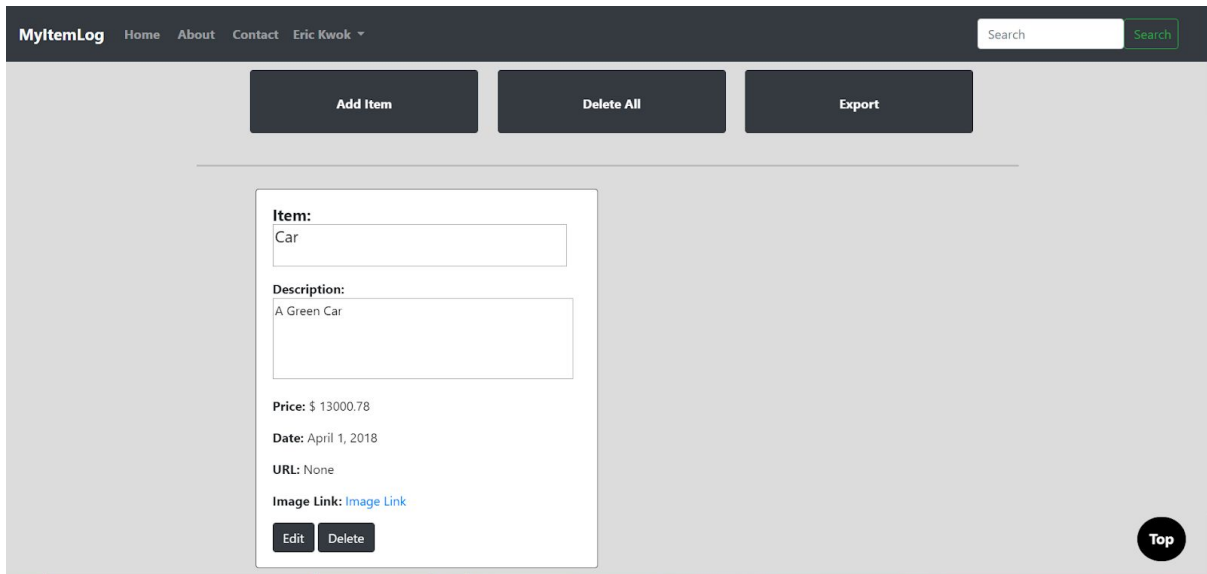 MyItemLog Home About Contact Eric Kwok Search Search
Add Item Delete All Export
Item:
Car
Description:
A Green Car
Price: $ 13000.78
Date: April 1, 2018
URL: None
Image Link: Image Link
Edit Delete
Top